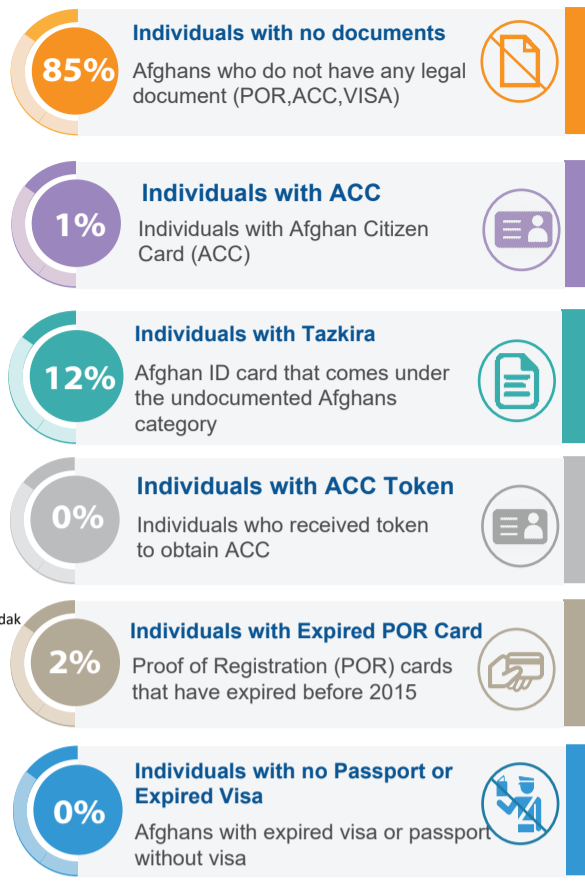 85%
Individuals with no documents
Afghans who do not have any legal
document (POR,ACC,VISA)
1%
Individuals with ACC
Individuals with Afghan Citizen
Card (ACC)
12%
Individuals with Tazkira
Afghan ID card that comes under
the undocumented Afghans
category
0%
Individuals with ACC Token
Individuals who received token
to obtain ACC
dak
2%
Individuals with Expired POR Card
Proof of Registration (POR) cards
that have expired before 2015
0%
Individuals with no Passport or
Expired Visa
Afghans with expired visa or passport
without visa